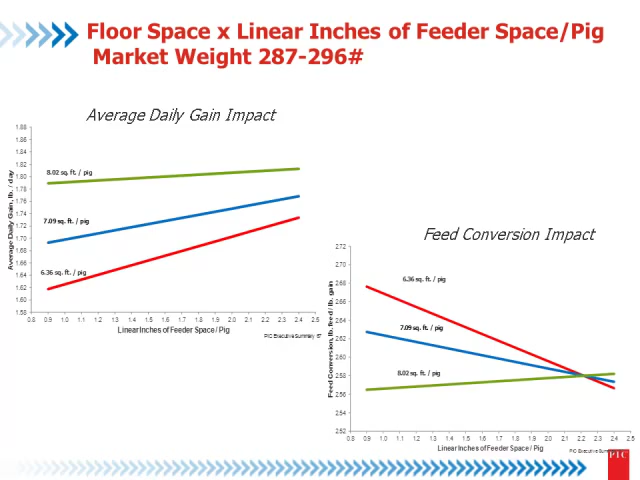 Floor Space x Linear Inches of Feeder Space/Pig
Market Weight 287-296#
Average Daily Gain Impact
Average Daily Gain, lb. / day
1.88
1.86
1.84
1.82
1.80
1.78
1.76
1.74
1.72
1.70
1.68
1.66
1.64
1.62
1.60
1.58
8.02 sq. ft. / pig
7.09 sq. ft. / pig
6.36 sq. ft. / pig
0.8 0.9 1.0 1.1 1.2 1.3 1.4 1.5 1.6 1.7 1.8 1.9 2.0 2.1 2.2 2.3 2.4 2.5
Linear Inches of Feeder Space / Pig
PIC Executive Summary 57
Feed Conversion Impact
Feed Conversion, lb. feed / lb. gain
2.72
2.70
2.68
2.66
2.64
2.62
2.60
2.58
2.56
2.54
2.52
6.36 sq. ft. / pig
7.09 sq. ft. / pig
8.02 sq. ft. / pig
0.8 0.9 1.0 1.1 1.2 1.3 1.4 1.5 1.6 1.7 1.8 1.9 2.0 2.1 2.2 2.3 2.4 2.5
Linear Inches of Feeder Space / Pig
PIC Executive
PIC